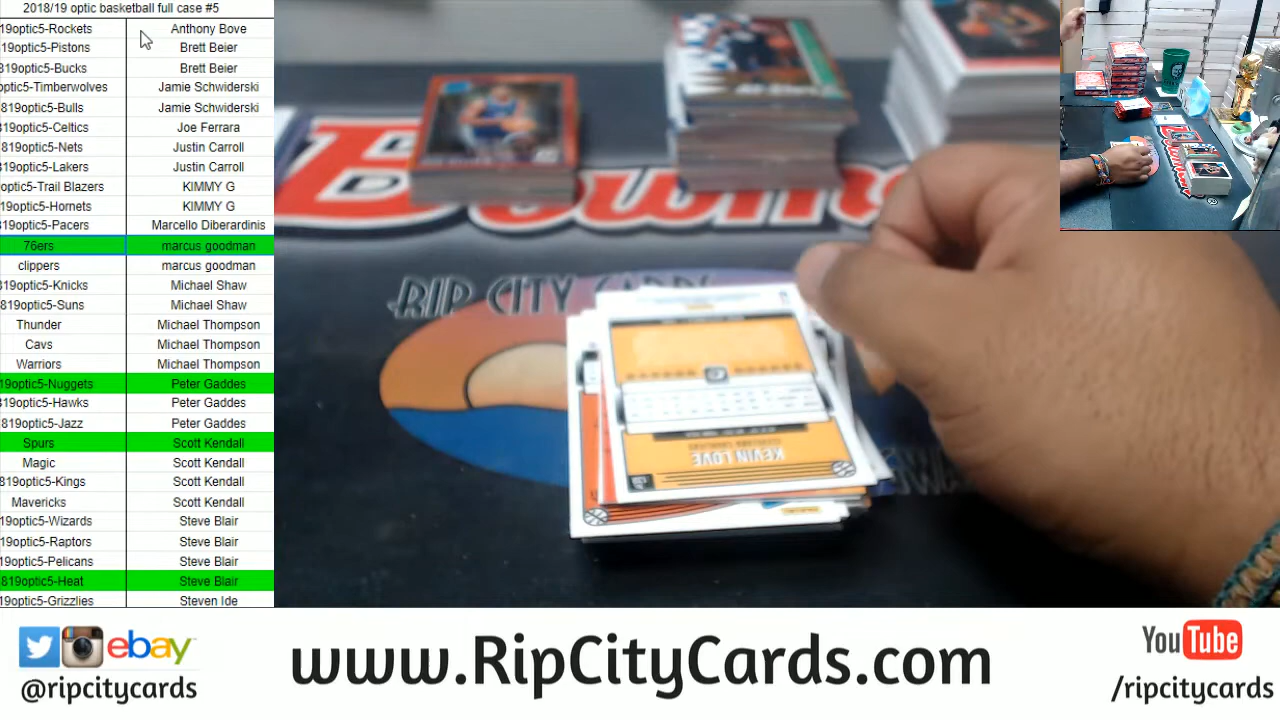 2018/19 optic basketball full case #5
19optic5-Rockets Anthony Bove
19optic5-Pistons Brett Beier
819optic5-Bucks Brett Beier
optic5-Timberwolves Jamie Schwiderski
819optic5-Bulls Jamie Schwiderski
819optic5-Celtics Joe Ferrara
19optic5-Nets Justin Carroll
19optic5-Lakers Justin Carroll
optic5-Trail Blazers KIMMY G
19optic5-Hornets KIMMY G
819optic5-Pacers Marcello Diberardinis
76ers marcus goodman
clippers marcus goodman
819optic5-Knicks Michael Shaw
819optic5-Suns Michael Shaw
Thunder Michael Thompson
Cavs Michael Thompson
Warriors Michael Thompson
19optic5-Nuggets Peter Gaddes
819optic5-Hawks Peter Gaddes
819optic5-Jazz Peter Gaddes
Spurs Scott Kendall
Magic Scott Kendall
819optic5-Kings Scott Kendall
Mavericks Scott Kendall
19optic5-Wizards Steve Blair
19optic5-Raptors Steve Blair
19optic5-Pelicans Steve Blair
819optic5-Heat Steve Blair
19optic5-Grizzlies Steven Ide
RIP CITY CARDS
KEVIN LOVE
CLEVELAND CAVALIERS
ebay
@ripcitycards
www.RipCityCards.com
YouTube
/ripcitycards